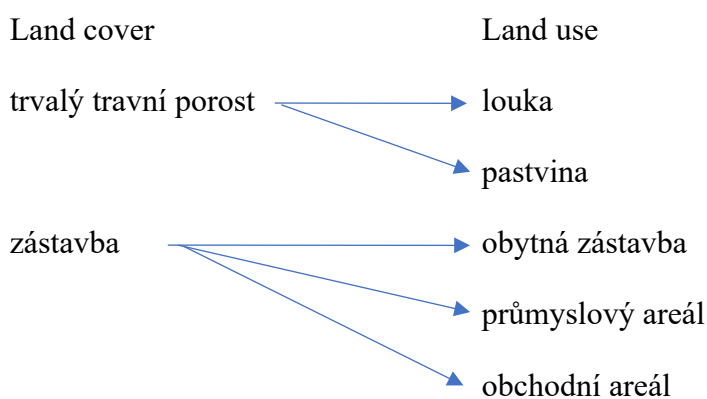 Land cover Land use
trvalý travní porost louka
pastvina
zástavba obytná zástavba
průmyslový areál
obchodní areál